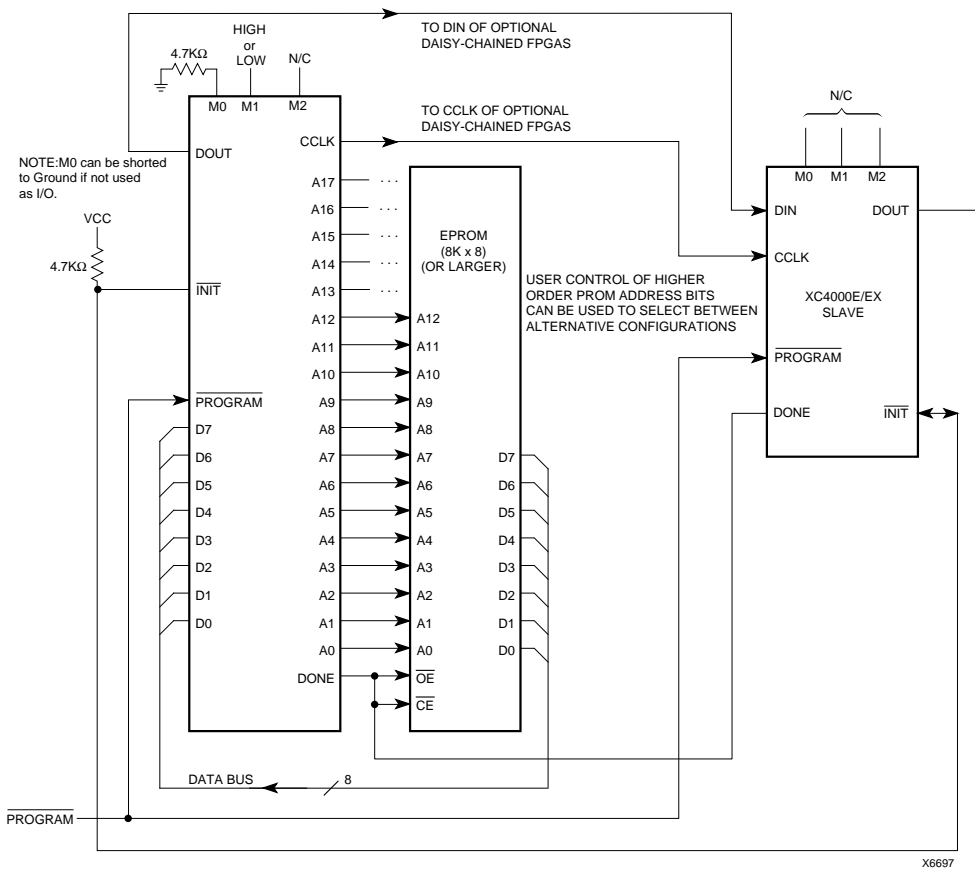 TO DIN OF OPTIONAL
DAISY-CHAINED FPGAS
HIGH
or
LOW
4.7KΩ
N/C
M0 M1 M2
TO CCLK OF OPTIONAL
DAISY-CHAINED FPGAS
N/C
M0 M1 M2
DOUT
CCLK
NOTE:M0 can be shorted
to Ground if not used
as I/O.
VCC
4.7KΩ
INIT
PROGRAM
D7
D6
D5
D4
D3
D2
D1
D0
A17 ...
A16 ...
A15 ...
A14 ...
A13 ...
A12
A11
A10
A9
A8
A7
A6
A5
A4
A3
A2
A1
A0
DONE
EPROM
(8K x 8)
(OR LARGER)
A12
A11
A10
A9
A8
A7
A6
A5
A4
A3
A2
A1
A0
OE
CE
D7
D6
D5
D4
D3
D2
D1
D0
USER CONTROL OF HIGHER
ORDER PROM ADDRESS BITS
CAN BE USED TO SELECT BETWEEN
ALTERNATIVE CONFIGURATIONS
DIN DOUT
CCLK
XC4000E/EX
SLAVE
PROGRAM
DONE INIT
DATA BUS 8
PROGRAM
X6697